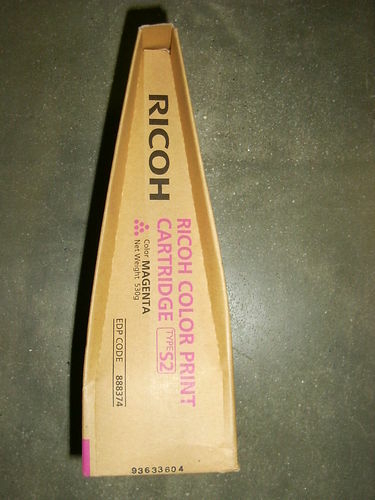 RICOH
RICOH COLOR PRINT
CARTRIDGE TYPE S2
Color MAGENTA
Net Weight 530g
EDP CODE 888374
93633604